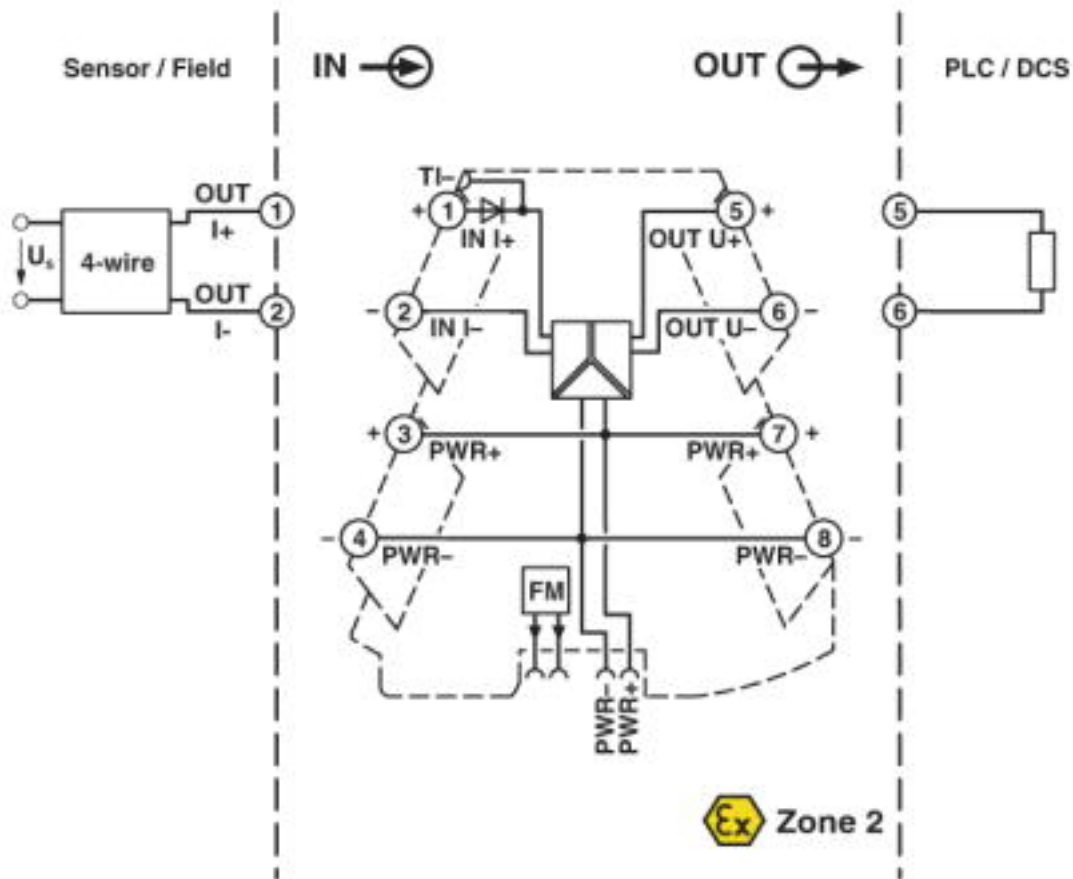 Sensor / Field
IN
OUT
PLC / DCS
TI–
OUT
1
I+
+ 1
IN I+
5 +
OUT U+
5
Us
4-wire
OUT
2
I-
– 2
IN I–
6 –
OUT U–
6
+ 3
PWR+
7 +
PWR+
– 4
PWR–
8 –
PWR–
FM
PWR–
PWR+
Ex Zone 2